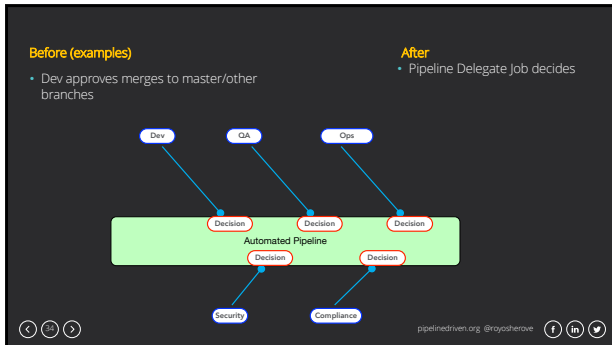 Before (examples)
After
• Dev approves merges to master/other
branches
• Pipeline Delegate Job decides
Dev
QA
Ops
Decision
Decision
Decision
Automated Pipeline
Decision
Decision
Security
Compliance
34
pipelinedriven.org @royosherove
f
in